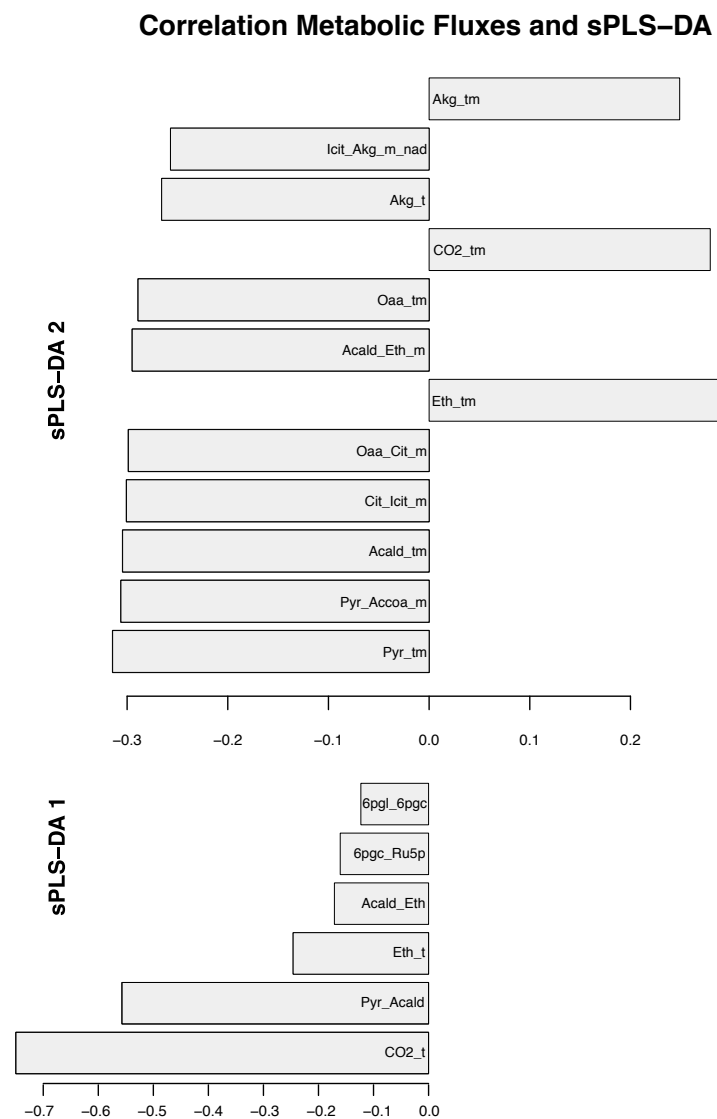 Correlation Metabolic Fluxes and sPLS−DA
sPLS−DA 2
Akg_tm
Icit_Akg_m_nad
Akg_t
CO2_tm
Oaa_tm
Acald_Eth_m
Eth_tm
Oaa_Cit_m
Cit_Icit_m
Acald_tm
Pyr_Accoa_m
Pyr_tm
−0.3 −0.2 −0.1 0.0 0.1 0.2
sPLS−DA 1
6pgl_6pgc
6pgc_Ru5p
Acald_Eth
Eth_t
Pyr_Acald
CO2_t
−0.7 −0.6 −0.5 −0.4 −0.3 −0.2 −0.1 0.0